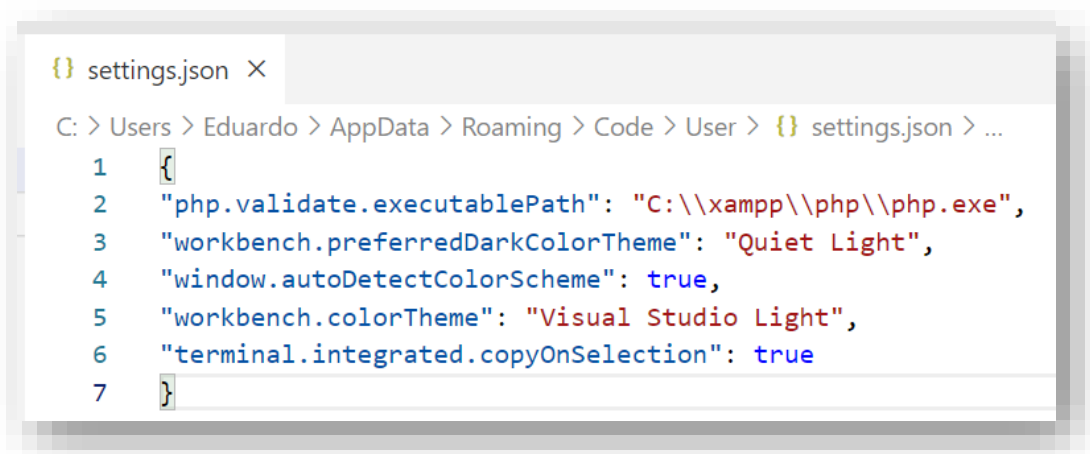 {} settings.json ×
C: > Users > Eduardo > AppData > Roaming > Code > User > {} settings.json > ...
1 {
2 "php.validate.executablePath": "C:\\xampp\\php\\php.exe",
3 "workbench.preferredDarkColorTheme": "Quiet Light",
4 "window.autoDetectColorScheme": true,
5 "workbench.colorTheme": "Visual Studio Light",
6 "terminal.integrated.copyOnSelection": true
7 }